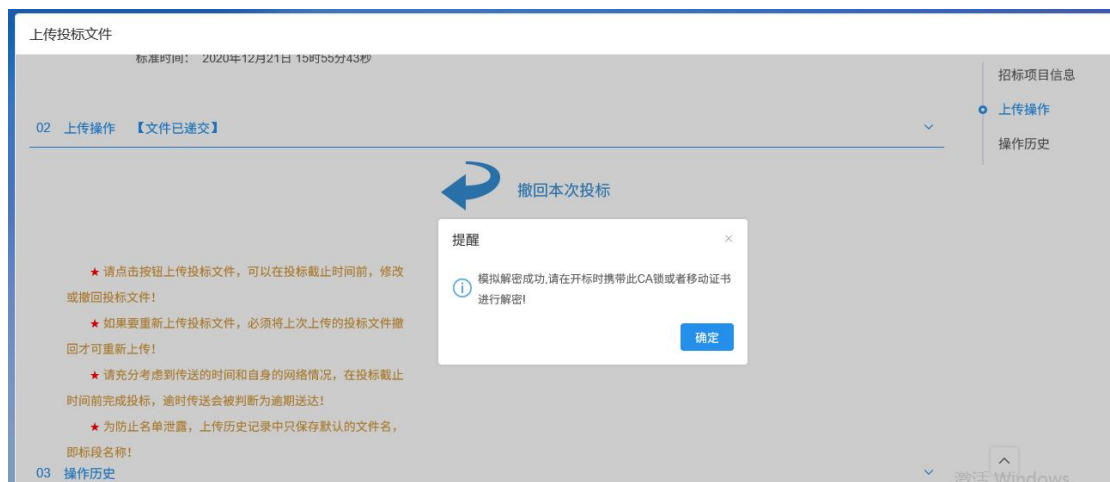 上传投标文件
标准时间： 2020年12月21日 15时55分43秒
招标项目信息
02 上传操作 【文件已递交】
上传操作
操作历史
撤回本次投标
提醒
模拟解密成功,请在开标时携带此CA锁或者移动证书
进行解密!
确定
★ 请点击按钮上传投标文件，可以在投标截止时间前，修改
或撤回投标文件！
★ 如果要重新上传投标文件，必须将上次上传的投标文件撤
回才可重新上传！
★ 请充分考虑到传送的时间和自身的网络情况，在投标截止
时间前完成投标，逾时传送会被判断为逾期送达！
★ 为防止名单泄露，上传历史记录中只保存默认的文件名，
即标段名称！
03 操作历史
激活 Windows